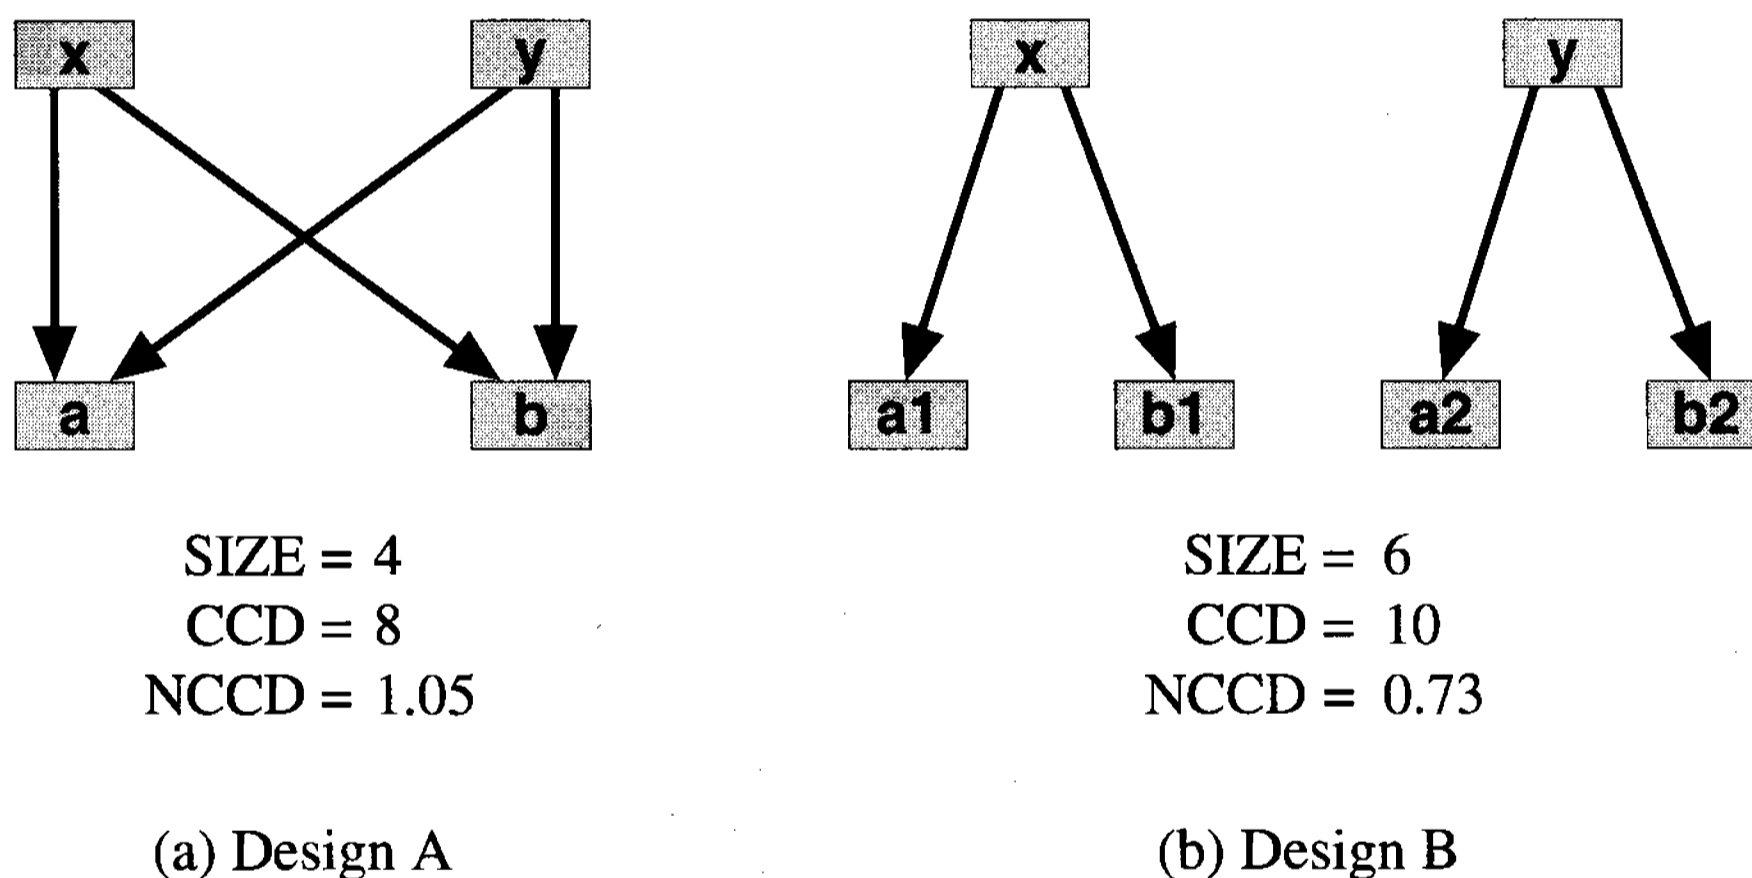 x y
a b
SIZE = 4
CCD = 8
NCCD = 1.05
(a) Design A
x y
a1 b1 a2 b2
SIZE = 6
CCD = 10
NCCD = 0.73
(b) Design B